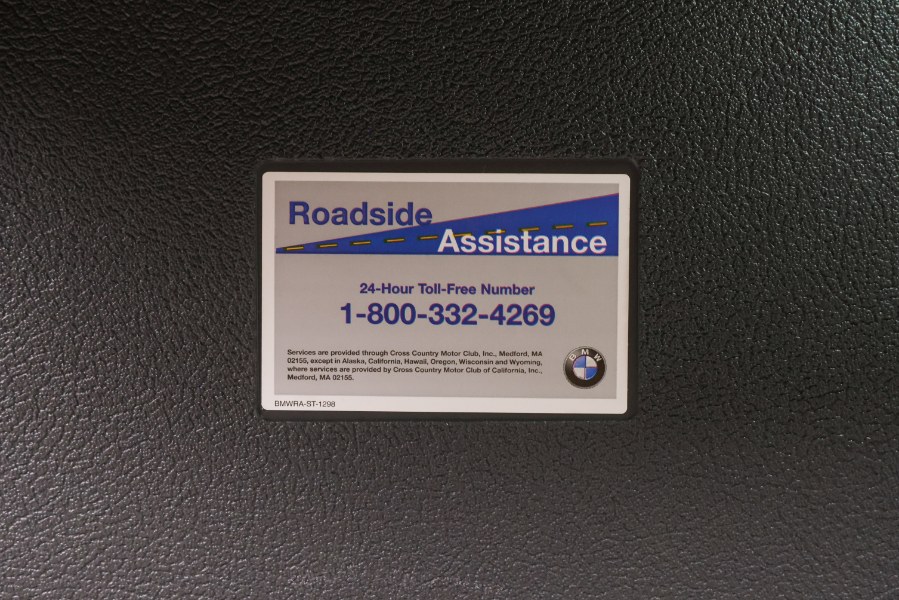 Roadside
Assistance
24-Hour Toll-Free Number
1-800-332-4269
Services are provided through Cross Country Motor Club, Inc., Medford, MA
02155, except in Alaska, California, Hawaii, Oregon, Wisconsin and Wyoming,
where services are provided by Cross Country Motor Club of California, Inc.,
Medford, MA 02155.
BMW
BMWRA-ST-1298